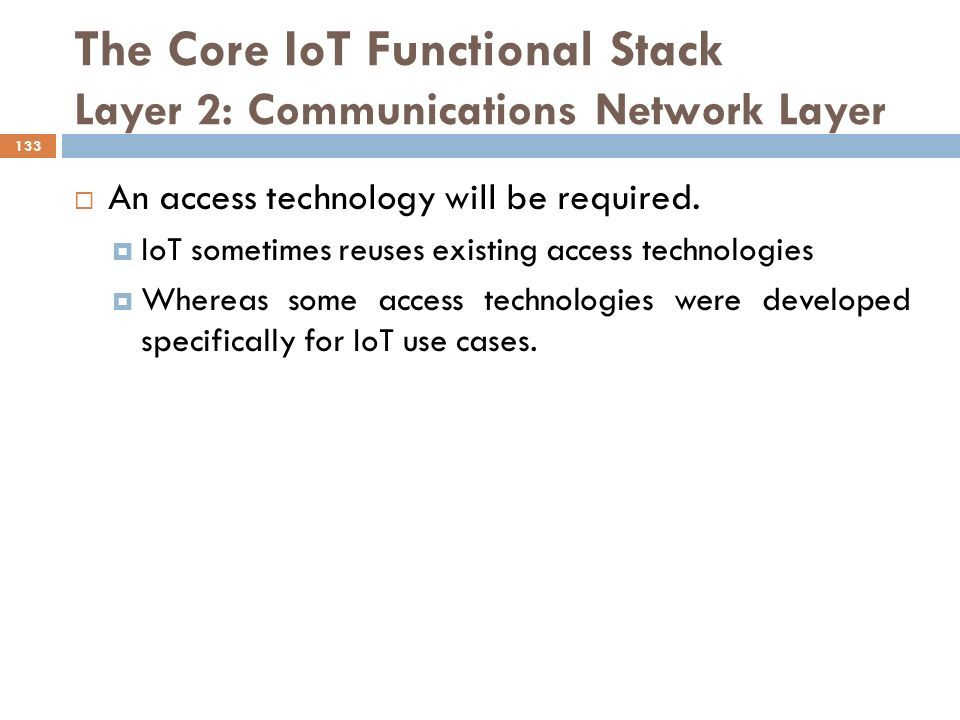 The Core IoT Functional Stack
Layer 2: Communications Network Layer
133
An access technology will be required.
IoT sometimes reuses existing access technologies
Whereas some access technologies were developed
specifically for IoT use cases.